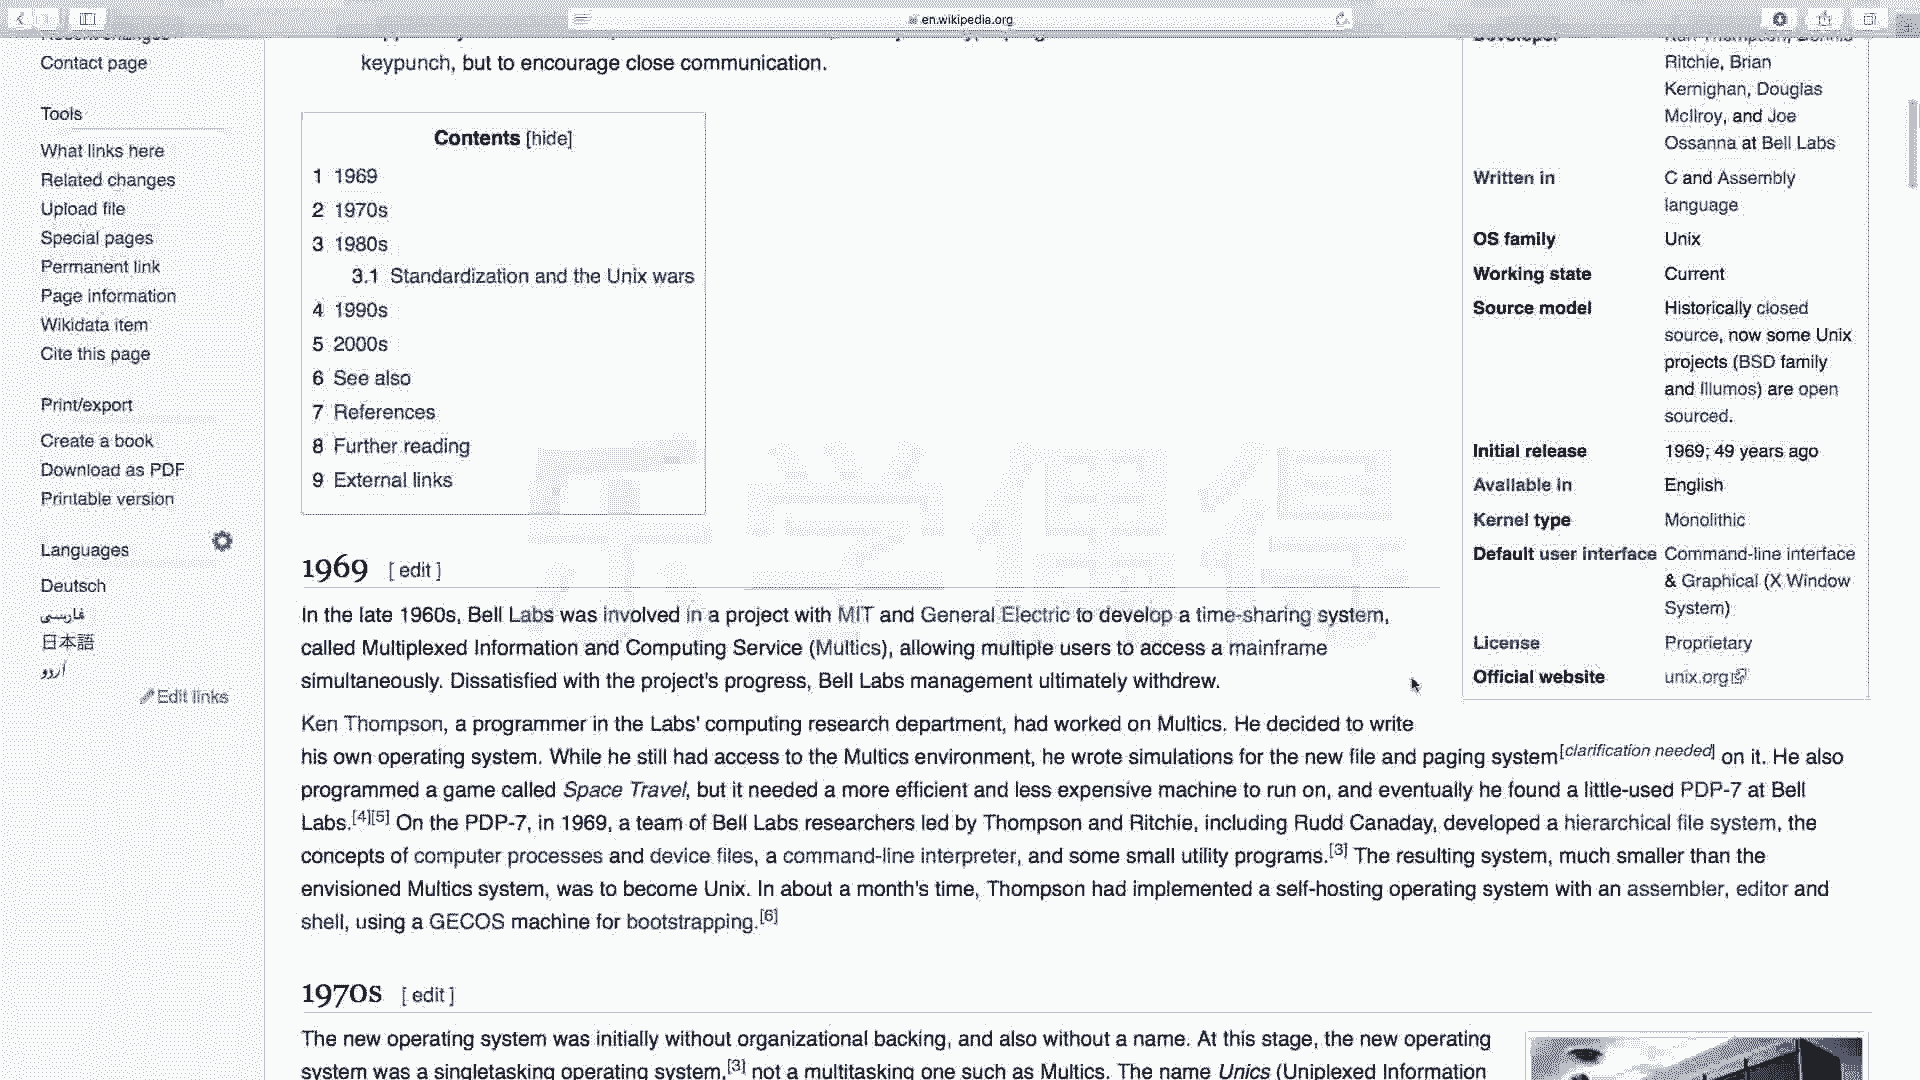 en.wikipedia.org
Contact page
Tools
What links here
Related changes
Upload file
Special pages
Permanent link
Page information
Wikidata item
Cite this page
Print/export
Create a book
Download as PDF
Printable version
Languages
Deutsch
فارسی
日本語
اردو
Edit links
keypunch, but to encourage close communication.
Contents [hide]
1 1969
2 1970s
3 1980s
3.1 Standardization and the Unix wars
4 1990s
5 2000s
6 See also
7 References
8 Further reading
9 External links
1969 [ edit ]
In the late 1960s, Bell Labs was involved in a project with MIT and General Electric to develop a time-sharing system,
called Multiplexed Information and Computing Service (Multics), allowing multiple users to access a mainframe
simultaneously. Dissatisfied with the project's progress, Bell Labs management ultimately withdrew.
Ken Thompson, a programmer in the Labs' computing research department, had worked on Multics. He decided to write
his own operating system. While he still had access to the Multics environment, he wrote simulations for the new file and paging system[clarification needed] on it. He also
programmed a game called Space Travel, but it needed a more efficient and less expensive machine to run on, and eventually he found a little-used PDP-7 at Bell
Labs.[4][5] On the PDP-7, in 1969, a team of Bell Labs researchers led by Thompson and Ritchie, including Rudd Canaday, developed a hierarchical file system, the
concepts of computer processes and device files, a command-line interpreter, and some small utility programs.[3] The resulting system, much smaller than the
envisioned Multics system, was to become Unix. In about a month's time, Thompson had implemented a self-hosting operating system with an assembler, editor and
shell, using a GECOS machine for bootstrapping.[6]
1970s [ edit ]
The new operating system was initially without organizational backing, and also without a name. At this stage, the new operating
system was a singletasking operating system,[3] not a multitasking one such as Multics. The name Unics (Uniplexed Information
Developer Ken Thompson, Dennis
Ritchie, Brian
Kernighan, Douglas
McIlroy, and Joe
Ossanna at Bell Labs
Written in C and Assembly
language
OS family Unix
Working state Current
Source model Historically closed
source, now some Unix
projects (BSD family
and Illumos) are open
sourced.
Initial release 1969; 49 years ago
Available in English
Kernel type Monolithic
Default user interface Command-line interface
& Graphical (X Window
System)
License Proprietary
Official website unix.org